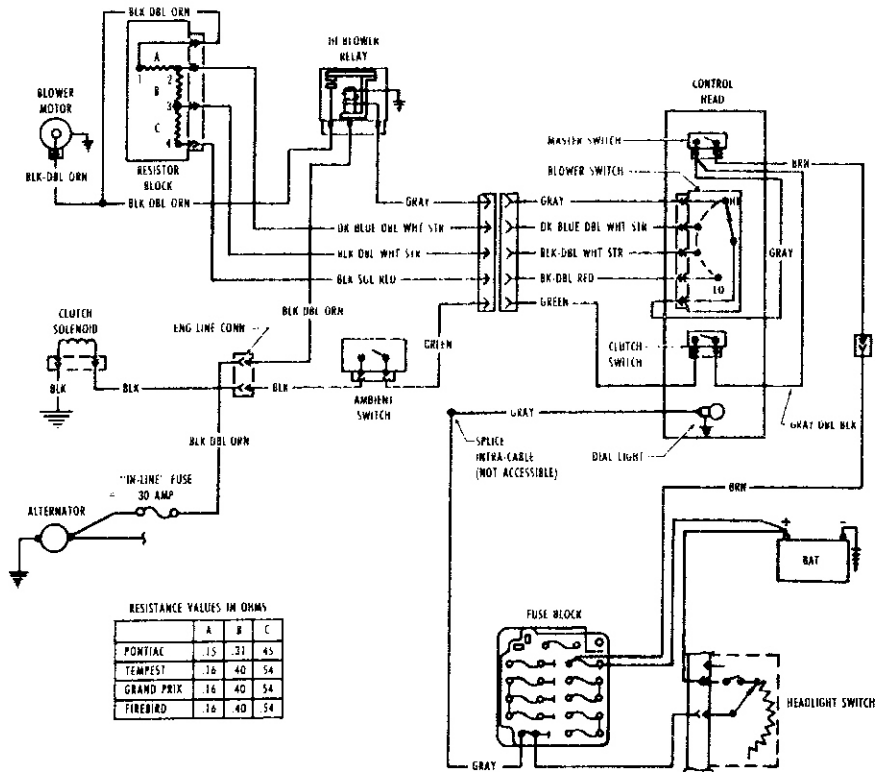 BLK DBL ORN
HI BLOWER
RELAY
A
1
2
B
3
C
4
BLOWER
MOTOR
CONTROL
HEAD
MASTER SWITCH
BRN
BLK-DBL ORN
RESISTOR
BLOCK
BLOWER SWITCH
BLK DBL ORN
GRAY
GRAY
HI
DK BLUE DBL WHT STR
DK BLUE DBL WHT STR
BLK DBL WHT STR
BLK-DBL WHT STR
GRAY
BLK SGL RED
BK-DBL RED
LO
GREEN
BLK DBL ORN
CLUTCH
SOLENOID
ENG LINE CONN
GREEN
CLUTCH
SWITCH
BLK
BLK
BLK
AMBIENT
SWITCH
GRAY
GRAY DBL BLK
BLK DBL ORN
SPLICE
INTRA-CABLE
(NOT ACCESSIBLE)
DIAL LIGHT
"IN-LINE" FUSE
30 AMP
BRN
ALTERNATOR
+ -
BAT
RESISTANCE VALUES IN OHMS
A B C
PONTIAC .15 .31 45
TEMPEST .16 40 54
GRAND PRIX .16 40 54
FIREBIRD .16 .40 .54
FUSE BLOCK
HEADLIGHT SWITCH
GRAY